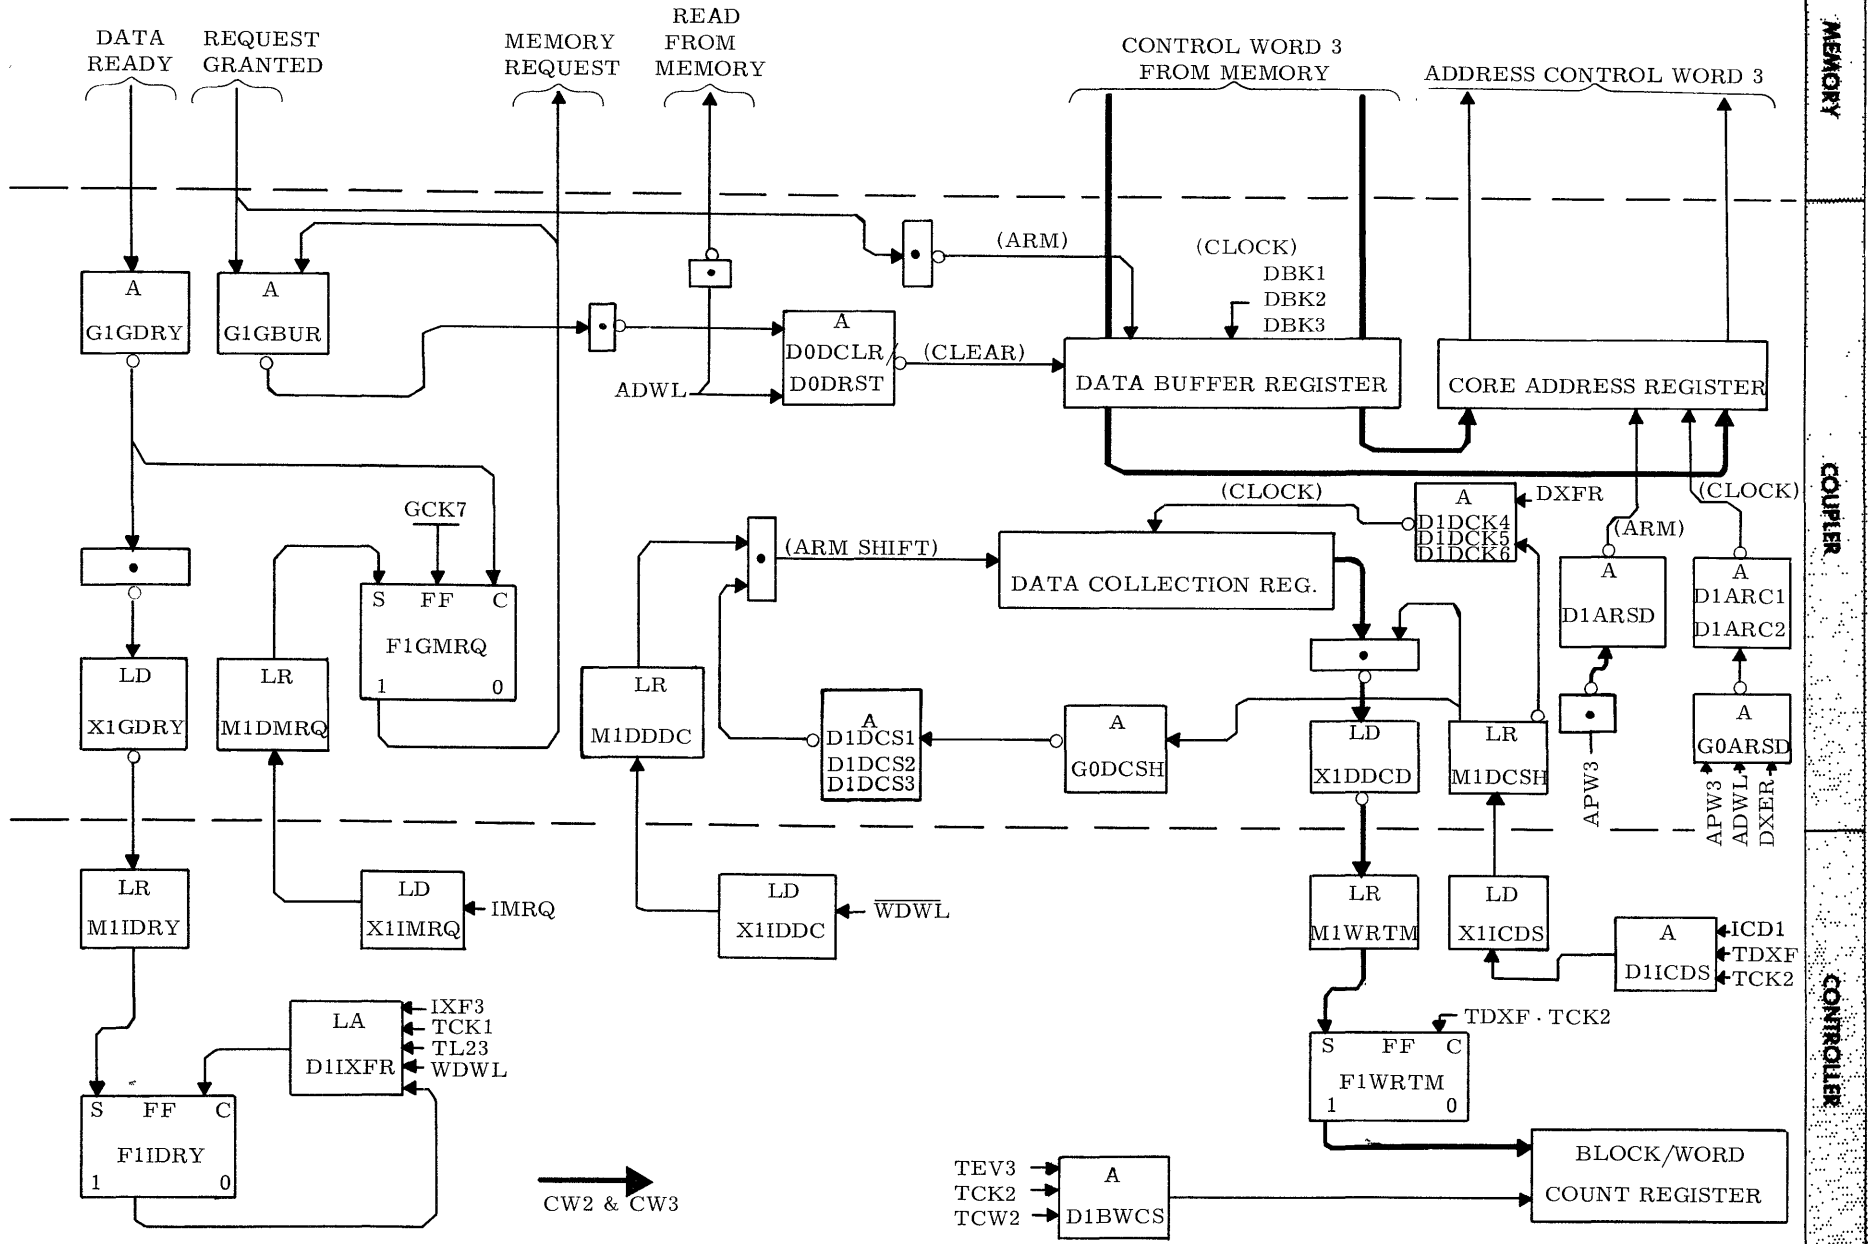 DATA
READY
REQUEST
GRANTED
MEMORY
REQUEST
READ
FROM
MEMORY
CONTROL WORD 3
FROM MEMORY
ADDRESS CONTROL WORD 3
MEMORY
A
G1GDRY
A
G1GBUR
(ARM)
(CLOCK)
DBK1
DBK2
DBK3
A
D0DCLR/
D0DRST
ADWL
(CLEAR)
DATA BUFFER REGISTER
CORE ADDRESS REGISTER
COUPLER
GCK7
S FF C
F1GMRQ
1 0
(ARM SHIFT)
(CLOCK)
DATA COLLECTION REG.
A
D1DCK4
D1DCK5
D1DCK6
DXFR
(ARM)
(CLOCK)
A
D1ARSD
A
D1ARC1
D1ARC2
LD
X1GDRY
LR
M1DMRQ
LR
M1DDDC
A
D1DCS1
D1DCS2
D1DCS3
A
G0DCSH
LD
X1DDCD
LR
M1DCSH
APW3
A
G0ARSD
APW3
ADWL
DXER
CONTROLLER
LR
M1IDRY
LD
X1IMRQ
IMRQ
LD
X1IDDC
WDWL
LR
M1WRTM
LD
X1ICDS
A
D1ICDS
ICD1
TDXF
TCK2
LA
D1IXFR
IXF3
TCK1
TL23
WDWL
S FF C
F1IDRY
1 0
TDXF · TCK2
S FF C
F1WRTM
1 0
CW2 & CW3
TEV3
TCK2
TCW2
A
D1BWCS
BLOCK/WORD
COUNT REGISTER